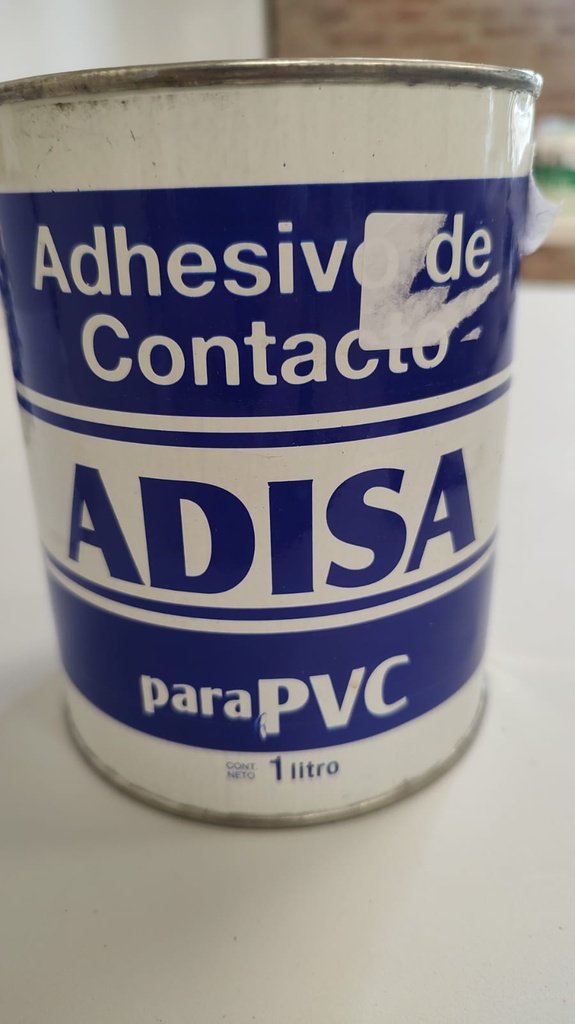 Adhesivo de
Contacto
ADISA
para PVC
CONT.
NETO
1 litro